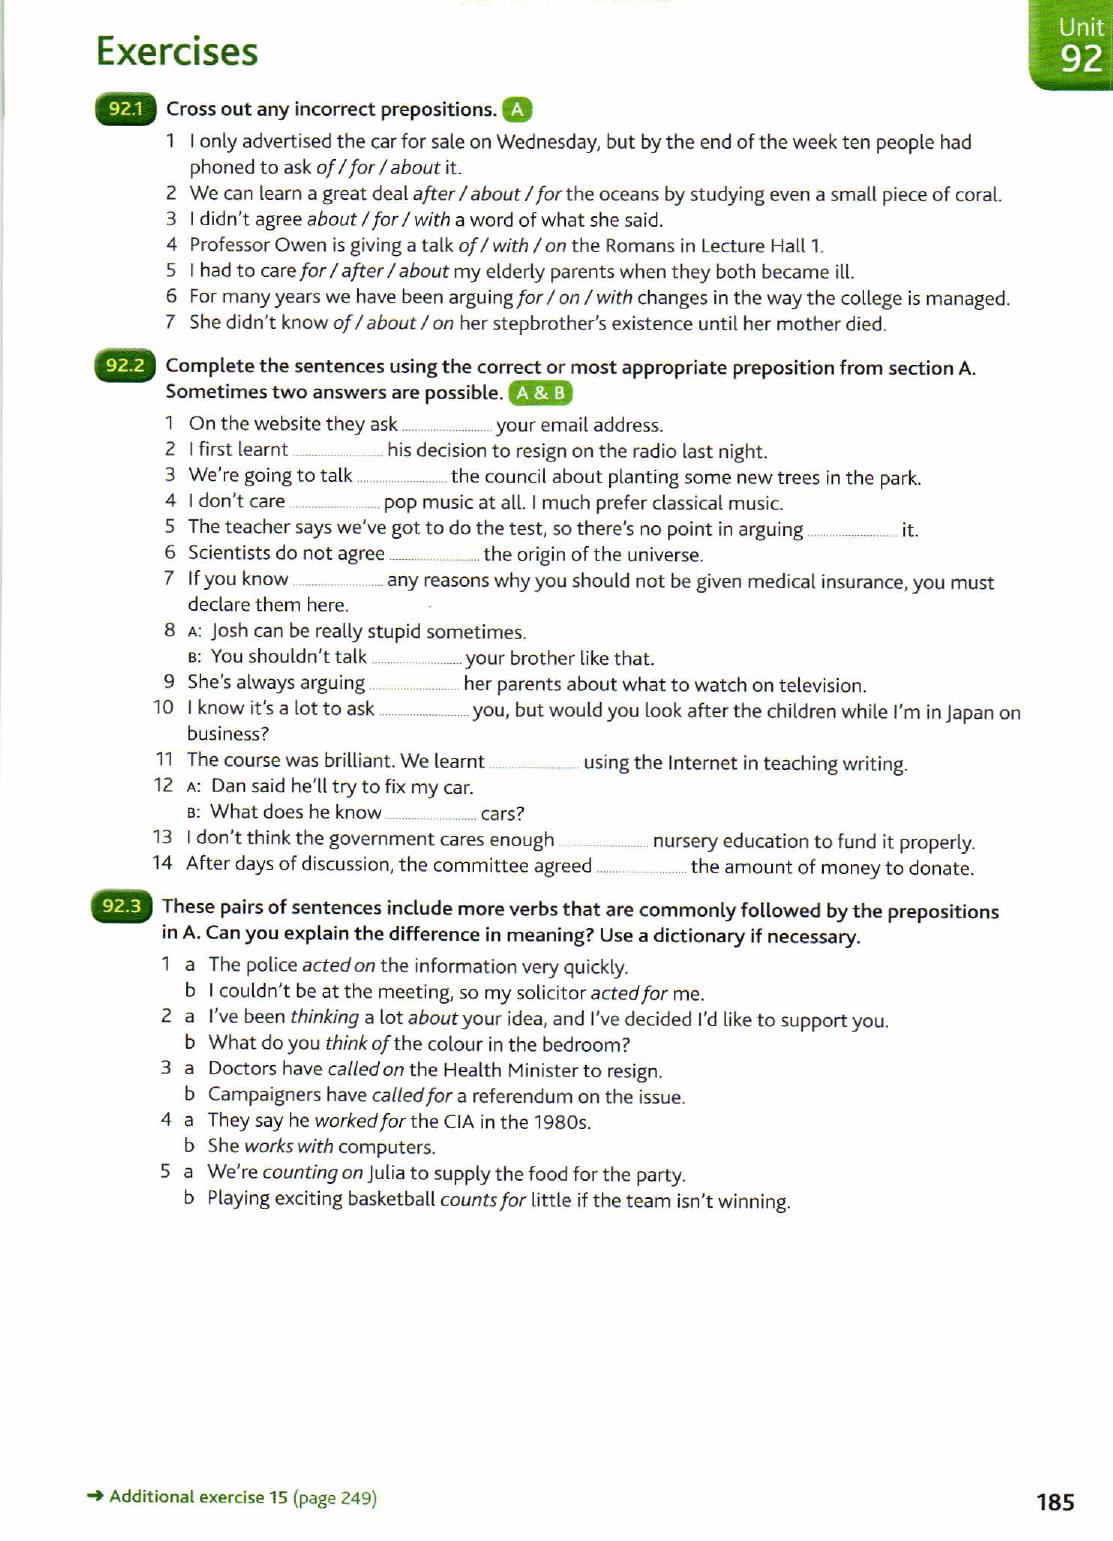 Unit
92
Exercises
92.1 Cross out any incorrect prepositions. A
1 I only advertised the car for sale on Wednesday, but by the end of the week ten people had
phoned to ask of / for / about it.
2 We can learn a great deal after / about / for the oceans by studying even a small piece of coral.
3 I didn't agree about / for / with a word of what she said.
4 Professor Owen is giving a talk of / with / on the Romans in Lecture Hall 1.
5 I had to care for / after / about my elderly parents when they both became ill.
6 For many years we have been arguing for / on / with changes in the way the college is managed.
7 She didn't know of / about / on her stepbrother's existence until her mother died.
92.2 Complete the sentences using the correct or most appropriate preposition from section A.
Sometimes two answers are possible. A & B
1 On the website they ask .......................... your email address.
2 I first learnt .......................... his decision to resign on the radio last night.
3 We're going to talk .......................... the council about planting some new trees in the park.
4 I don't care .......................... pop music at all. I much prefer classical music.
5 The teacher says we've got to do the test, so there's no point in arguing .......................... it.
6 Scientists do not agree .......................... the origin of the universe.
7 If you know .......................... any reasons why you should not be given medical insurance, you must
declare them here.
8 A: Josh can be really stupid sometimes.
B: You shouldn't talk .......................... your brother like that.
9 She's always arguing .......................... her parents about what to watch on television.
10 I know it's a lot to ask .......................... you, but would you look after the children while I'm in Japan on
business?
11 The course was brilliant. We learnt .......................... using the Internet in teaching writing.
12 A: Dan said he'll try to fix my car.
B: What does he know .......................... cars?
13 I don't think the government cares enough .......................... nursery education to fund it properly.
14 After days of discussion, the committee agreed .......................... the amount of money to donate.
92.3 These pairs of sentences include more verbs that are commonly followed by the prepositions
in A. Can you explain the difference in meaning? Use a dictionary if necessary.
1 a The police acted on the information very quickly.
b I couldn't be at the meeting, so my solicitor acted for me.
2 a I've been thinking a lot about your idea, and I've decided I'd like to support you.
b What do you think of the colour in the bedroom?
3 a Doctors have called on the Health Minister to resign.
b Campaigners have called for a referendum on the issue.
4 a They say he worked for the CIA in the 1980s.
b She works with computers.
5 a We're counting on Julia to supply the food for the party.
b Playing exciting basketball counts for little if the team isn't winning.
➔ Additional exercise 15 (page 249)
185